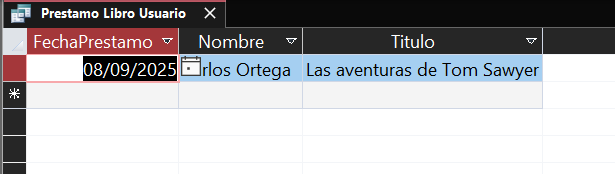 Prestamo Libro Usuario
FechaPrestamo Nombre Titulo
08/09/2025 rlos Ortega Las aventuras de Tom Sawyer